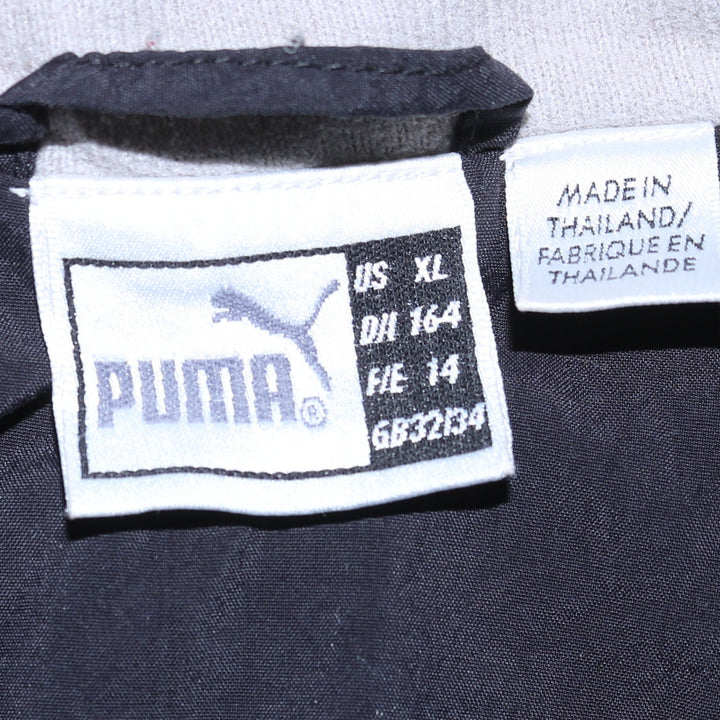 PUMA®
US XL
D/I 164
F/E 14
GB32/34
MADE IN
THAILAND/
FABRIQUE EN
THAILANDE